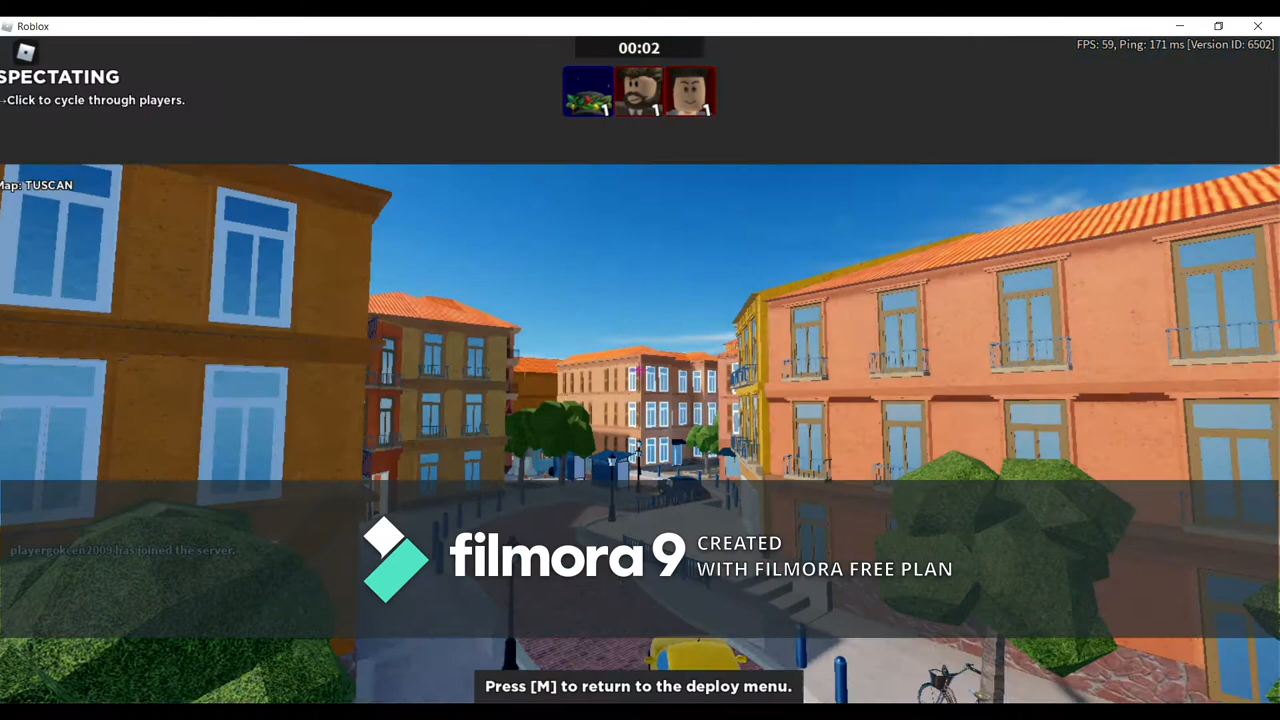 Roblox
00:02
FPS: 59, Ping: 171 ms [Version ID: 6502]
SPECTATING
Click to cycle through players.
1 1 1
Map: TUSCAN
playergokcen2009 has joined the server.
filmora 9 CREATED
WITH FILMORA FREE PLAN
Press [M] to return to the deploy menu.